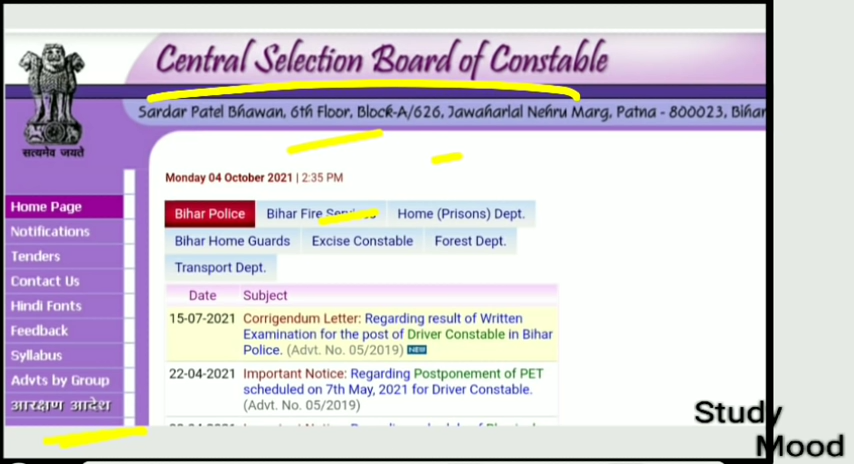 Central Selection Board of Constable
Sardar Patel Bhawan, 6th Floor, Block-A/626, Jawaharlal Nehru Marg, Patna - 800023, Bihar
सत्यमेव जयते
Monday 04 October 2021 | 2:35 PM
Home Page
Notifications
Tenders
Contact Us
Hindi Fonts
Feedback
Syllabus
Advts by Group
आरक्षण आदेश
Bihar Police Bihar Fire Services Home (Prisons) Dept.
Bihar Home Guards Excise Constable Forest Dept.
Transport Dept.
Date Subject
15-07-2021 Corrigendum Letter: Regarding result of Written
Examination for the post of Driver Constable in Bihar
Police. (Advt. No. 05/2019) NEW
22-04-2021 Important Notice: Regarding Postponement of PET
scheduled on 7th May, 2021 for Driver Constable.
(Advt. No. 05/2019)
Study
Mood